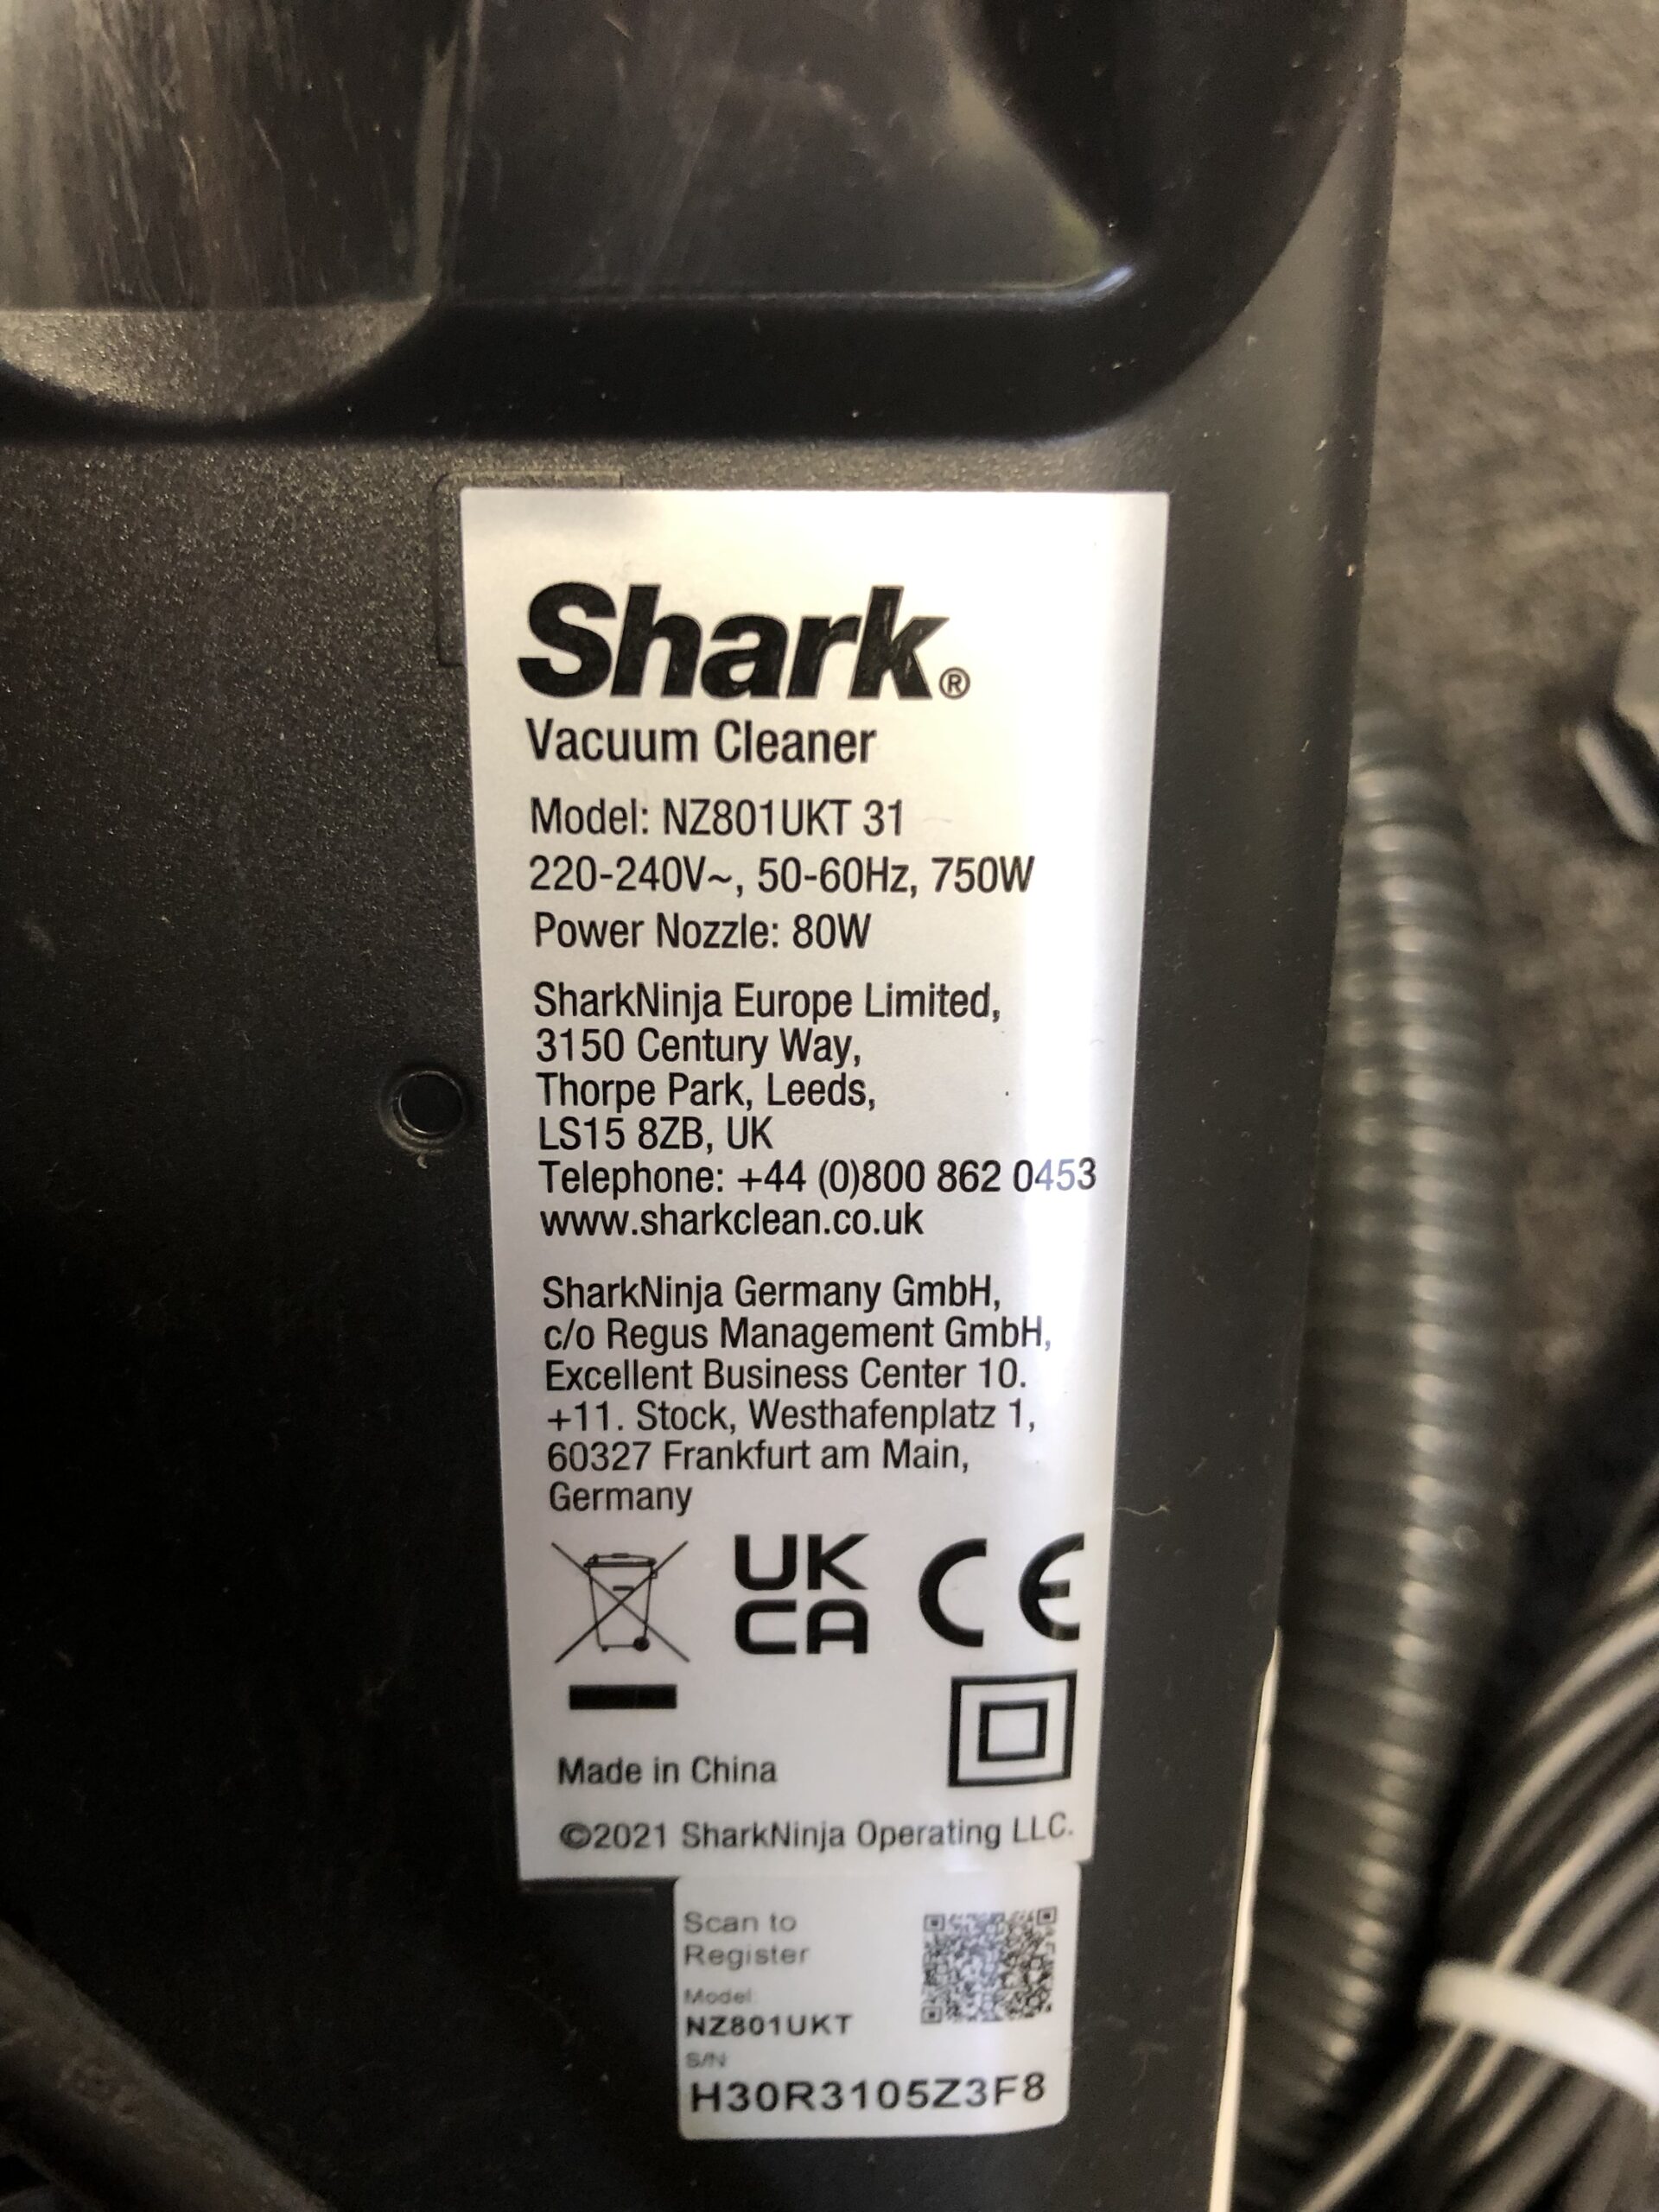 Shark®
Vacuum Cleaner
Model: NZ801UKT 31
220-240V~, 50-60Hz, 750W
Power Nozzle: 80W
SharkNinja Europe Limited,
3150 Century Way,
Thorpe Park, Leeds,
LS15 8ZB, UK
Telephone: +44 (0)800 862 0453
www.sharkclean.co.uk
SharkNinja Germany GmbH,
c/o Regus Management GmbH,
Excellent Business Center 10.
+11. Stock, Westhafenplatz 1,
60327 Frankfurt am Main,
Germany
UK
CA
CE
Made in China
©2021 SharkNinja Operating LLC.
Scan to
Register
Model:
NZ801UKT
S/N
H30R3105Z3F8